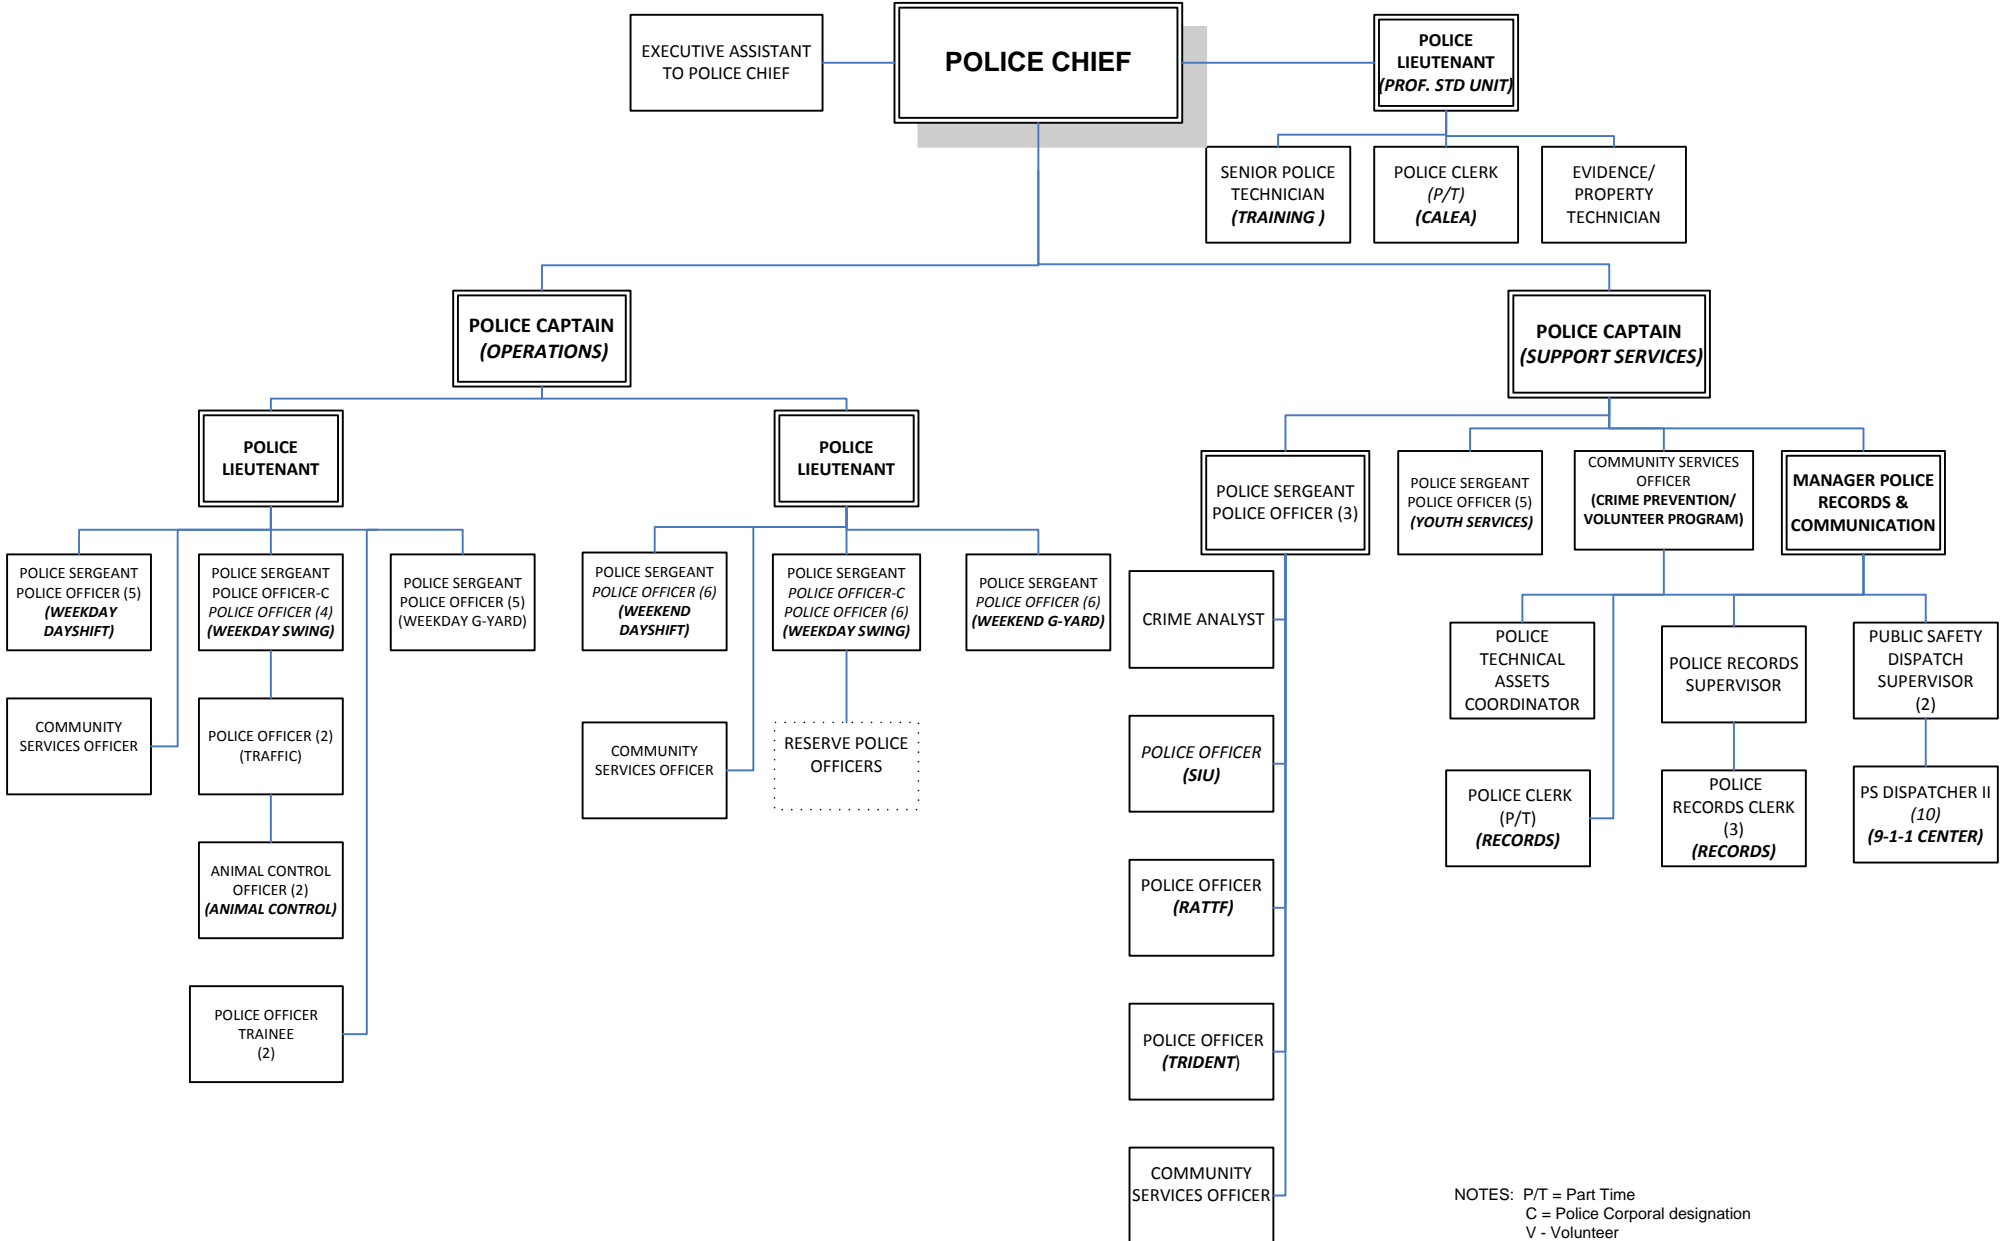 EXECUTIVE ASSISTANT
TO POLICE CHIEF
POLICE CHIEF
POLICE
LIEUTENANT
(PROF. STD UNIT)
SENIOR POLICE
TECHNICIAN
(TRAINING )
POLICE CLERK
(P/T)
(CALEA)
EVIDENCE/
PROPERTY
TECHNICIAN
POLICE CAPTAIN
(OPERATIONS)
POLICE CAPTAIN
(SUPPORT SERVICES)
POLICE
LIEUTENANT
POLICE
LIEUTENANT
POLICE SERGEANT
POLICE OFFICER (3)
POLICE SERGEANT
POLICE OFFICER (5)
(YOUTH SERVICES)
COMMUNITY SERVICES
OFFICER
(CRIME PREVENTION/
VOLUNTEER PROGRAM)
MANAGER POLICE
RECORDS &
COMMUNICATION
POLICE SERGEANT
POLICE OFFICER (5)
(WEEKDAY
DAYSHIFT)
POLICE SERGEANT
POLICE OFFICER-C
POLICE OFFICER (4)
(WEEKDAY SWING)
POLICE SERGEANT
POLICE OFFICER (5)
(WEEKDAY G-YARD)
POLICE SERGEANT
POLICE OFFICER (6)
(WEEKEND
DAYSHIFT)
POLICE SERGEANT
POLICE OFFICER-C
POLICE OFFICER (6)
(WEEKDAY SWING)
POLICE SERGEANT
POLICE OFFICER (6)
(WEEKEND G-YARD)
CRIME ANALYST
POLICE
TECHNICAL
ASSETS
COORDINATOR
POLICE RECORDS
SUPERVISOR
PUBLIC SAFETY
DISPATCH
SUPERVISOR
(2)
COMMUNITY
SERVICES OFFICER
POLICE OFFICER (2)
(TRAFFIC)
COMMUNITY
SERVICES OFFICER
RESERVE POLICE
OFFICERS
POLICE OFFICER
(SIU)
POLICE CLERK
(P/T)
(RECORDS)
POLICE
RECORDS CLERK
(3)
(RECORDS)
PS DISPATCHER II
(10)
(9-1-1 CENTER)
ANIMAL CONTROL
OFFICER (2)
(ANIMAL CONTROL)
POLICE OFFICER
(RATTF)
POLICE OFFICER
TRAINEE
(2)
POLICE OFFICER
(TRIDENT)
COMMUNITY
SERVICES OFFICER
NOTES: P/T = Part Time
C = Police Corporal designation
V - Volunteer